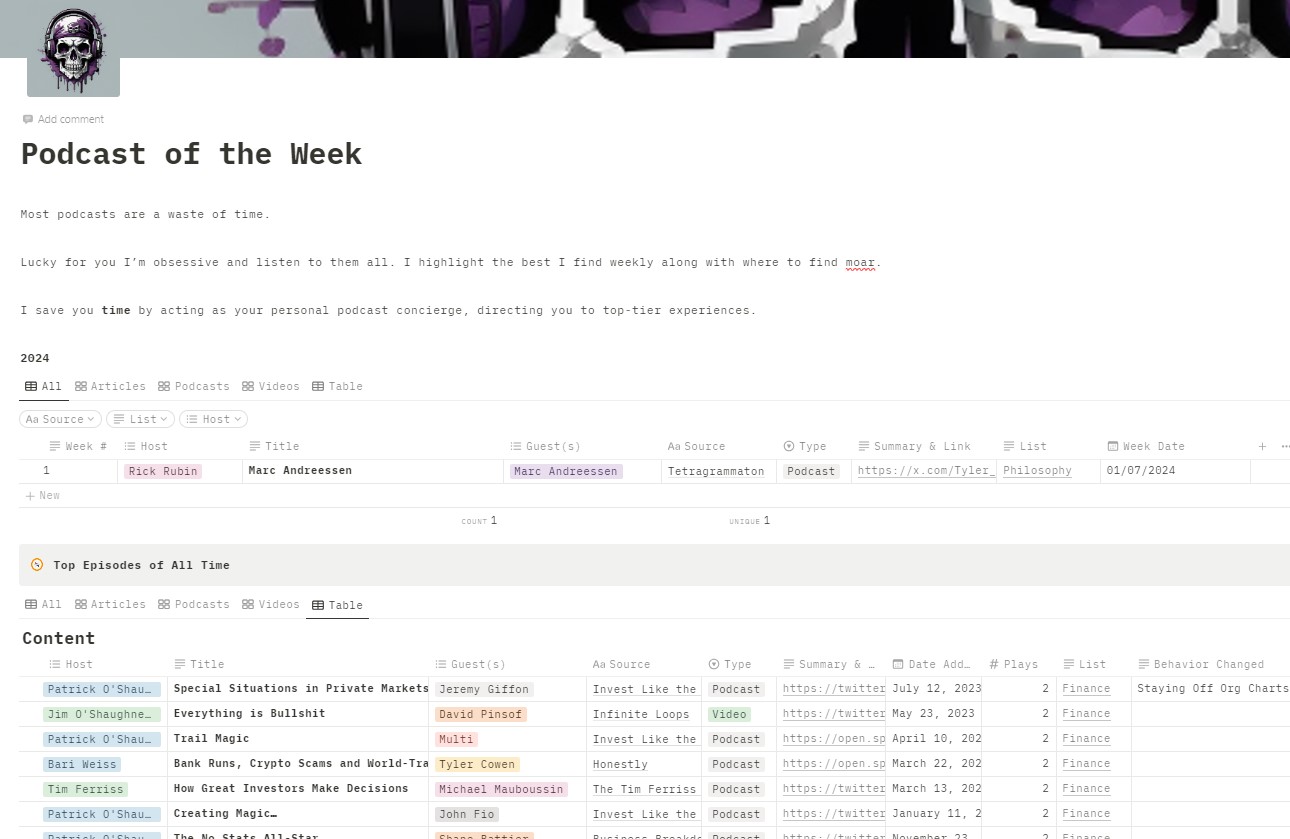 Add comment
Podcast of the Week
Most podcasts are a waste of time.
Lucky for you I’m obsessive and listen to them all. I highlight the best I find weekly along with where to find moar.
I save you time by acting as your personal podcast concierge, directing you to top-tier experiences.
2024
All Articles Podcasts Videos Table
Aa Source List Host
Week # Host Title Guest(s) Aa Source Type Summary & Link List Week Date
1 Rick Rubin Marc Andreessen Marc Andreessen Tetragrammaton Podcast https://x.com/Tyler_ Philosophy 01/07/2024
+ New
COUNT 1 UNIQUE 1
Top Episodes of All Time
All Articles Podcasts Videos Table
Content
Host Title Guest(s) Aa Source Type Summary & … Date Add… # Plays List Behavior Changed
Patrick O'Shau… Special Situations in Private Markets Jeremy Giffon Invest Like the Podcast https://twitter July 12, 2023 2 Finance Staying Off Org Charts
Jim O'Shaughne… Everything is Bullshit David Pinsof Infinite Loops Video https://twitter May 23, 2023 2 Finance
Patrick O'Shau… Trail Magic Multi Invest Like the Podcast https://open.sp April 10, 202 2 Finance
Bari Weiss Bank Runs, Crypto Scams and World-Tra Tyler Cowen Honestly Podcast https://open.sp March 22, 202 2 Finance
Tim Ferriss How Great Investors Make Decisions Michael Mauboussin The Tim Ferriss Podcast https://twitter March 13, 202 2 Finance
Patrick O'Shau… Creating Magic… John Fio Invest Like the Podcast https://twitter January 11, 2 2 Finance
Patrick O'Shau… The No Stats All-Star Shane Battier Business Breakdo Podcast https://twitter November 23, 2 Finance